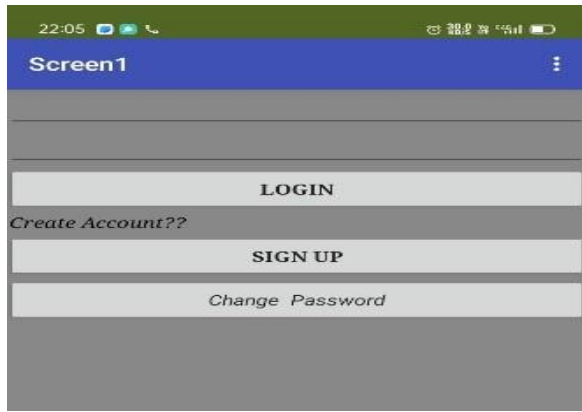 22:05
Screen1
LOGIN
Create Account??
SIGN UP
Change Password